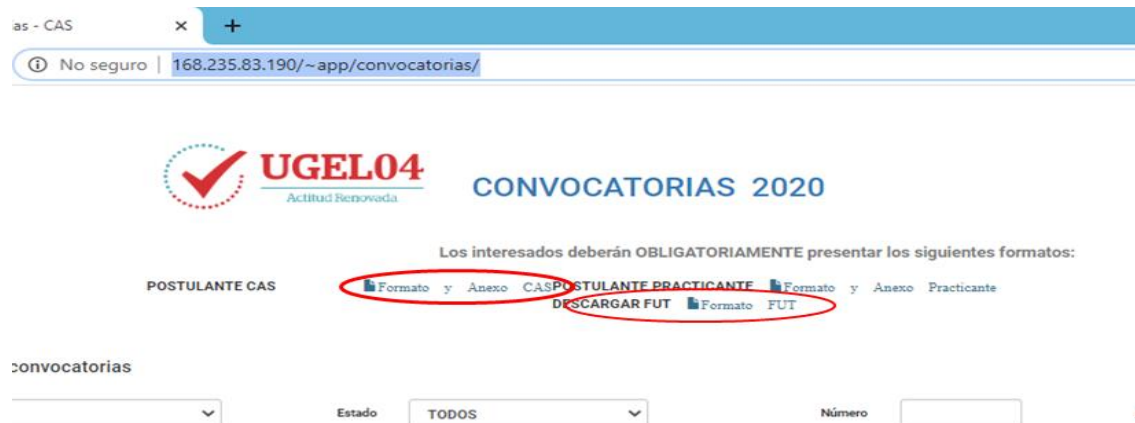 as - CAS
No seguro | 168.235.83.190/~app/convocatorias/
UGEL04
Actitud Renovada
CONVOCATORIAS 2020
Los interesados deberán OBLIGATORIAMENTE presentar los siguientes formatos:
POSTULANTE CAS Formato y Anexo CAS POSTULANTE PRACTICANTE Formato y Anexo Practicante
DESCARGAR FUT Formato FUT
convocatorias
Estado TODOS Número